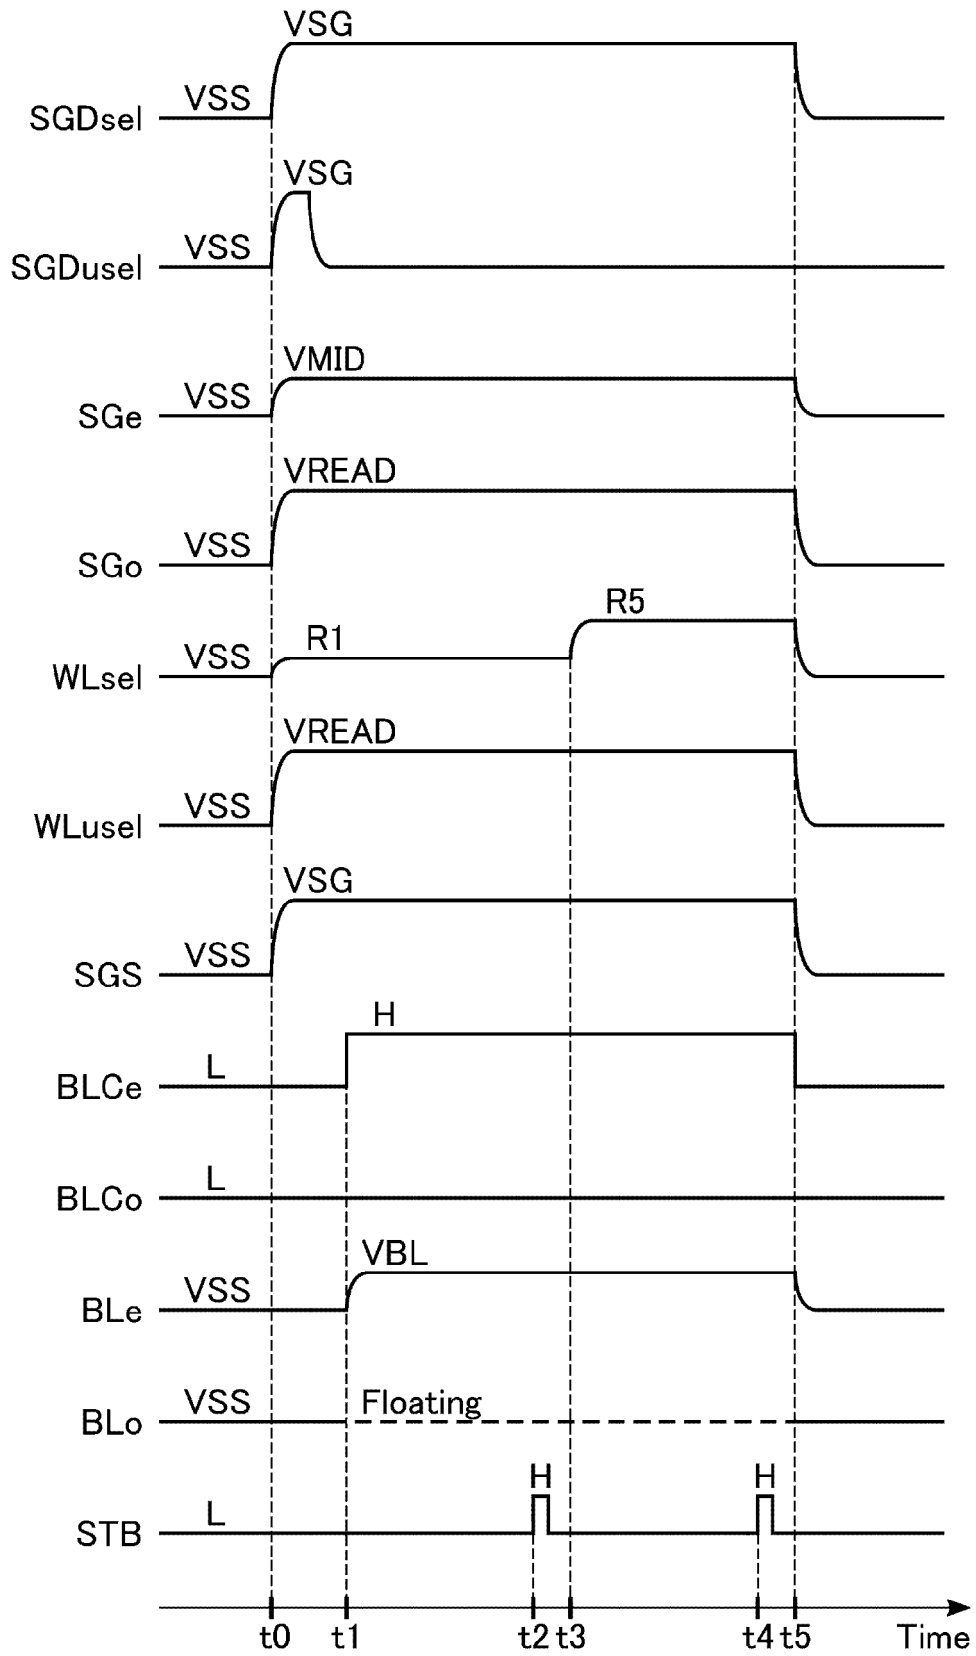 VSG
VSS
SGDsel
VSG
VSS
SGDusel
VMID
VSS
SGe
VREAD
VSS
SGo
R5
R1
VSS
WLsel
VREAD
VSS
WLusel
VSG
VSS
SGS
H
L
BLCe
L
BLCo
VBL
VSS
BLe
VSS Floating
BLo
H H
L
STB
t0 t1 t2 t3 t4 t5 Time